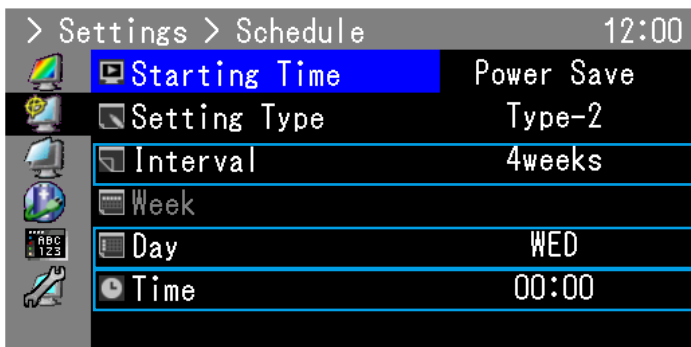 > Settings > Schedule 12:00
Starting Time Power Save
Setting Type Type-2
Interval 4weeks
Week
ABC
123
Day WED
Time 00:00